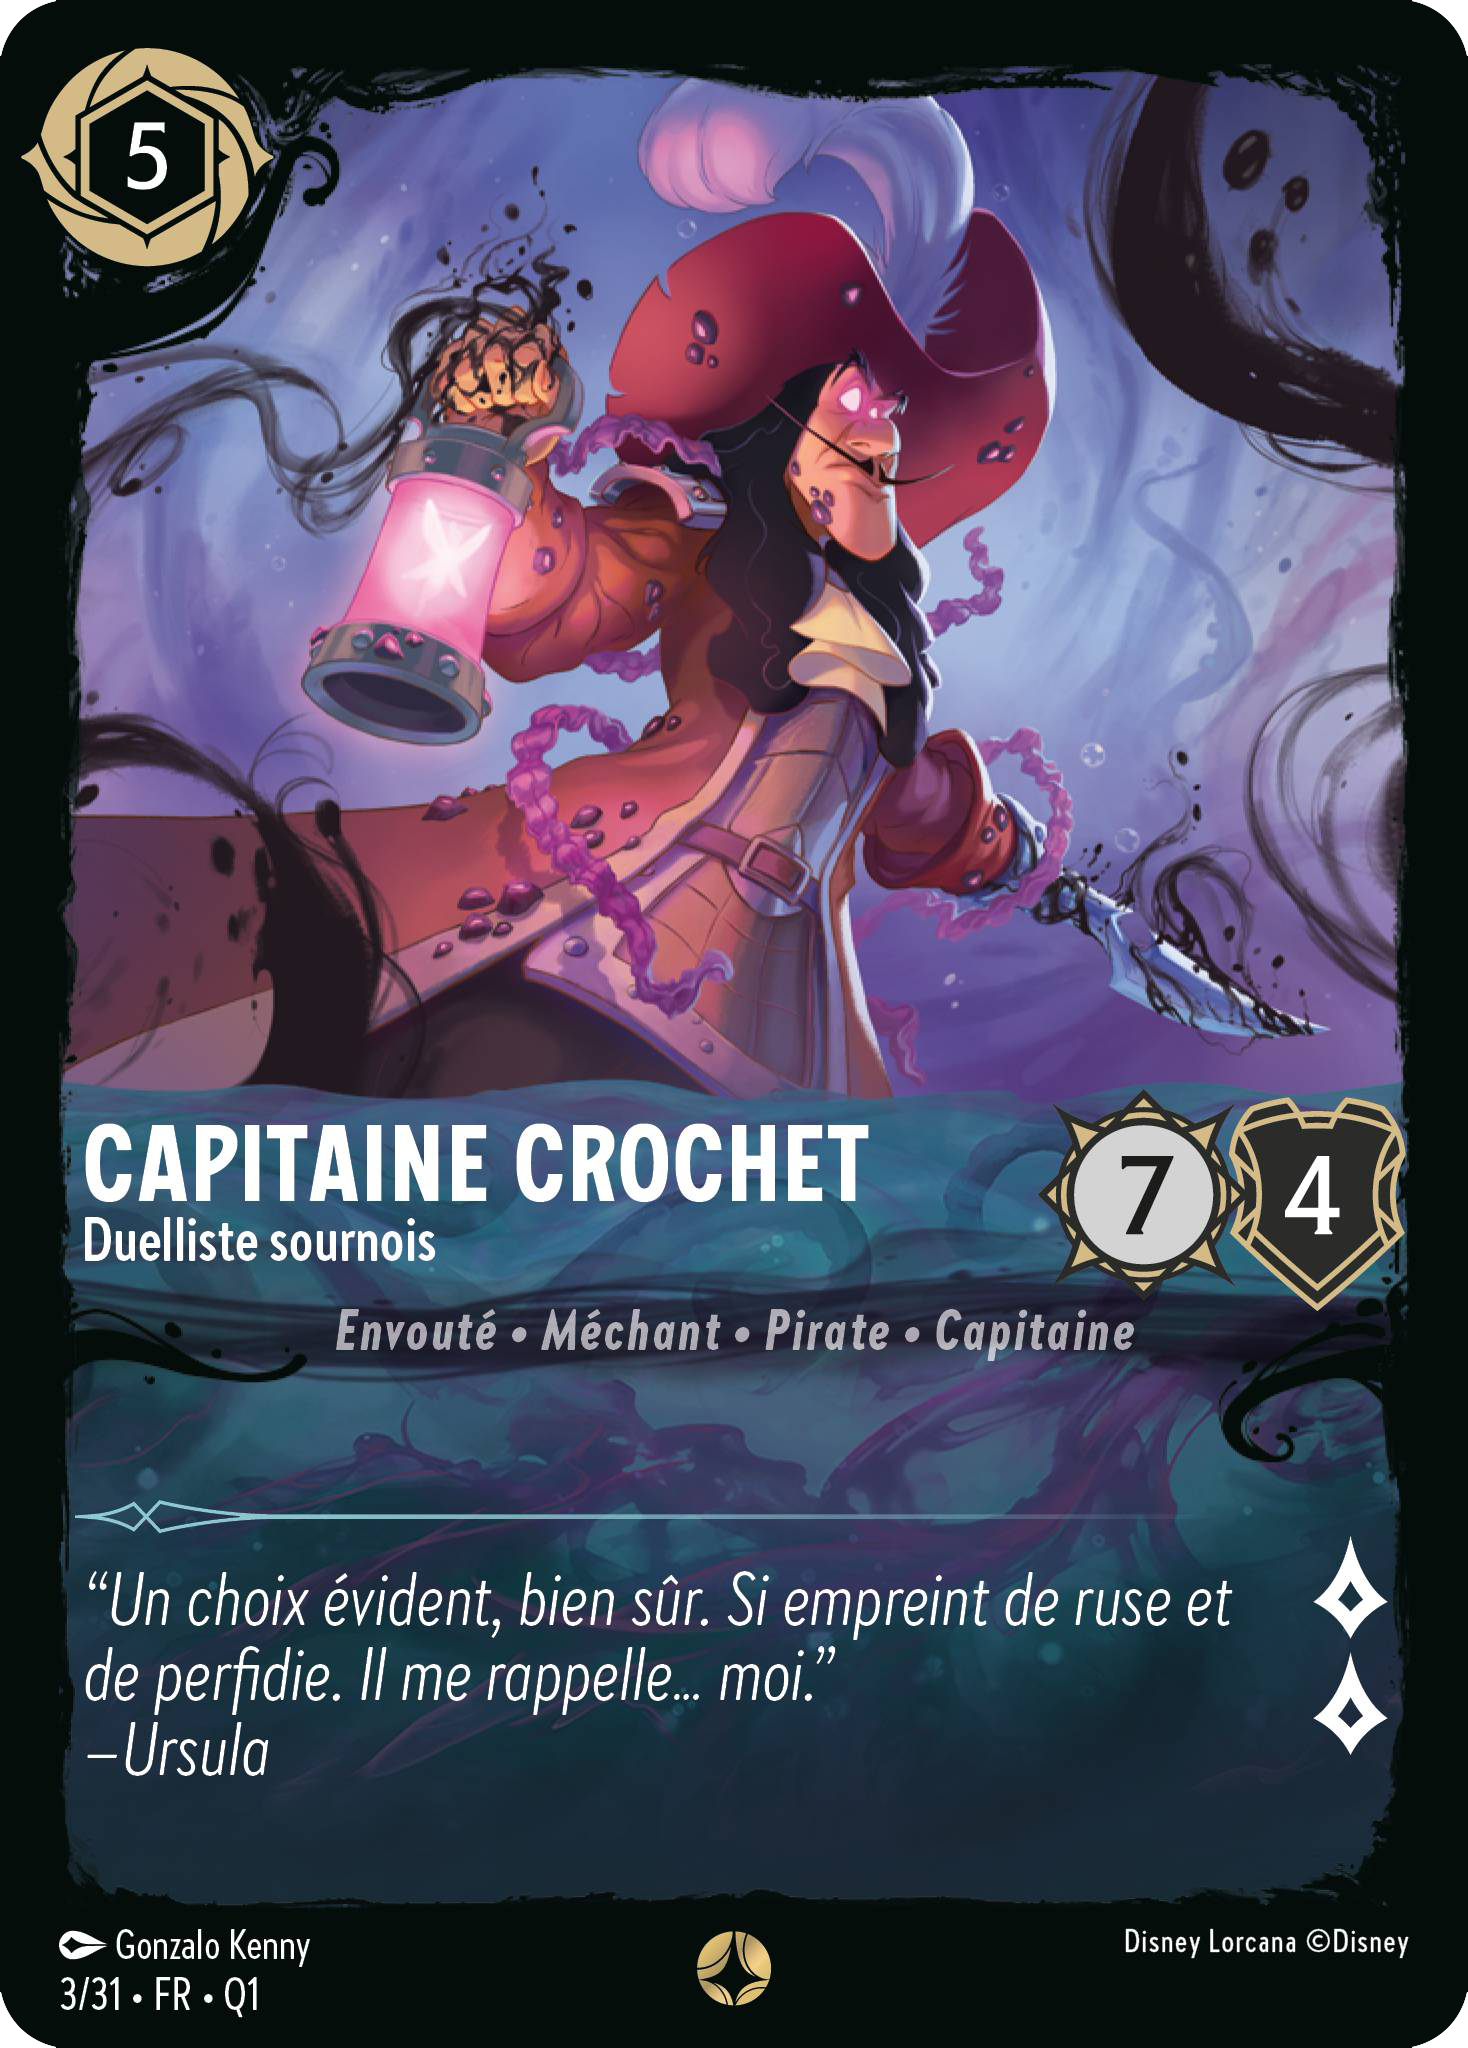 5
CAPITAINE CROCHET
Duelliste sournois
7
4
Envouté • Méchant • Pirate • Capitaine
“Un choix évident, bien sûr. Si empreint de ruse et
de perfidie. Il me rappelle... moi.”
–Ursula
Gonzalo Kenny
Disney Lorcana ©Disney
3/31 • FR • Q1